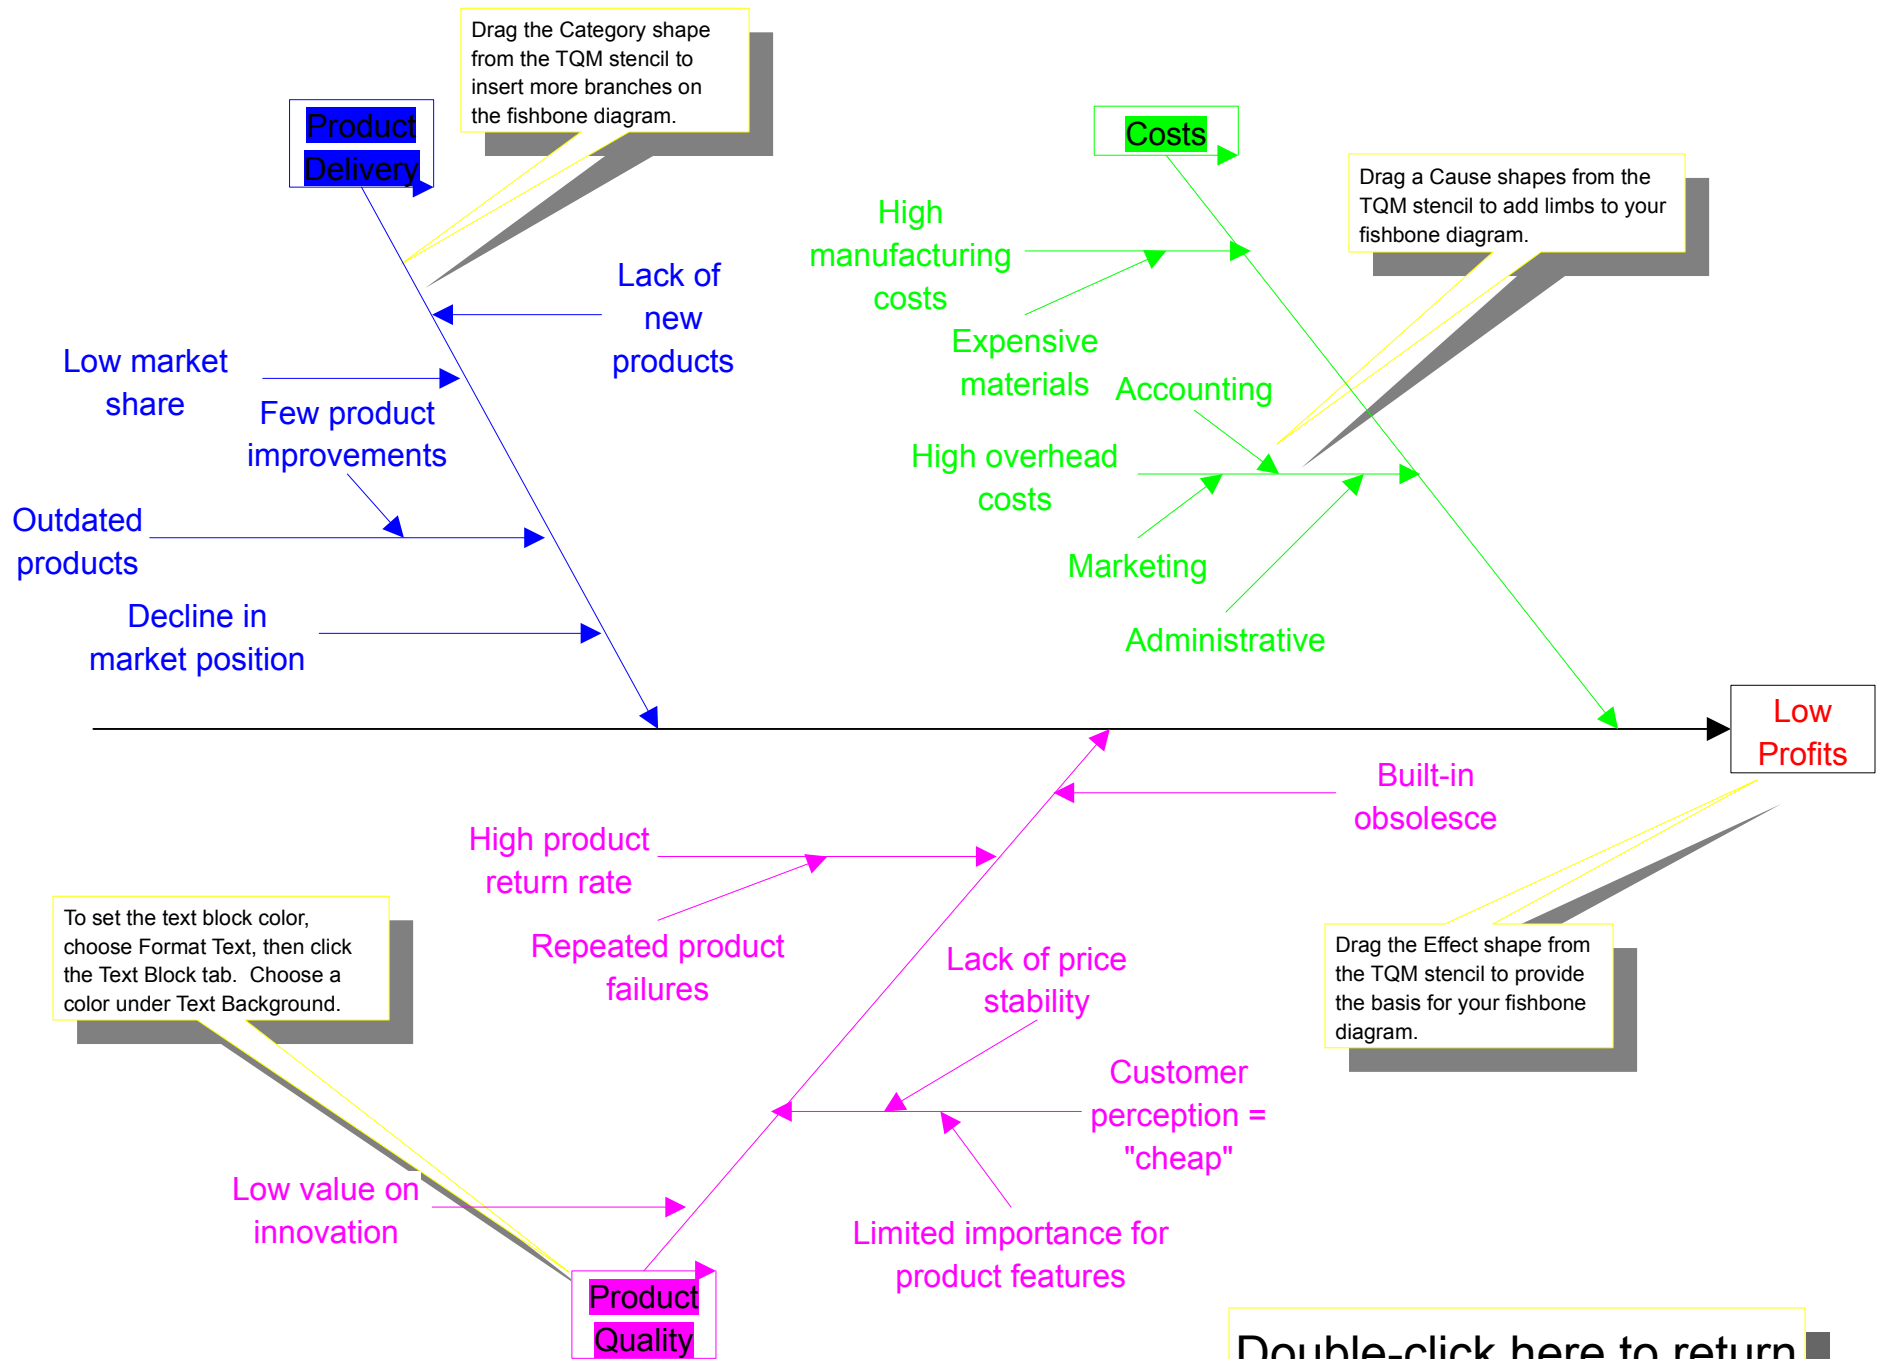 Drag the Category shape
from the TQM stencil to
insert more branches on
the fishbone diagram.
Product
Delivery
Costs
Drag a Cause shapes from the
TQM stencil to add limbs to your
fishbone diagram.
High
manufacturing
costs
Lack of
new
products
Expensive
materials
Low market
share
Accounting
Few product
improvements
High overhead
costs
Outdated
products
Marketing
Decline in
market position
Administrative
Low
Profits
Built-in
obsolesce
High product
return rate
To set the text block color,
choose Format Text, then click
the Text Block tab.  Choose a
color under Text Background.
Repeated product
failures
Lack of price
stability
Drag the Effect shape from
the TQM stencil to provide
the basis for your fishbone
diagram.
Customer
perception =
"cheap"
Low value on
innovation
Limited importance for
product features
Product
Quality
Double-click here to return